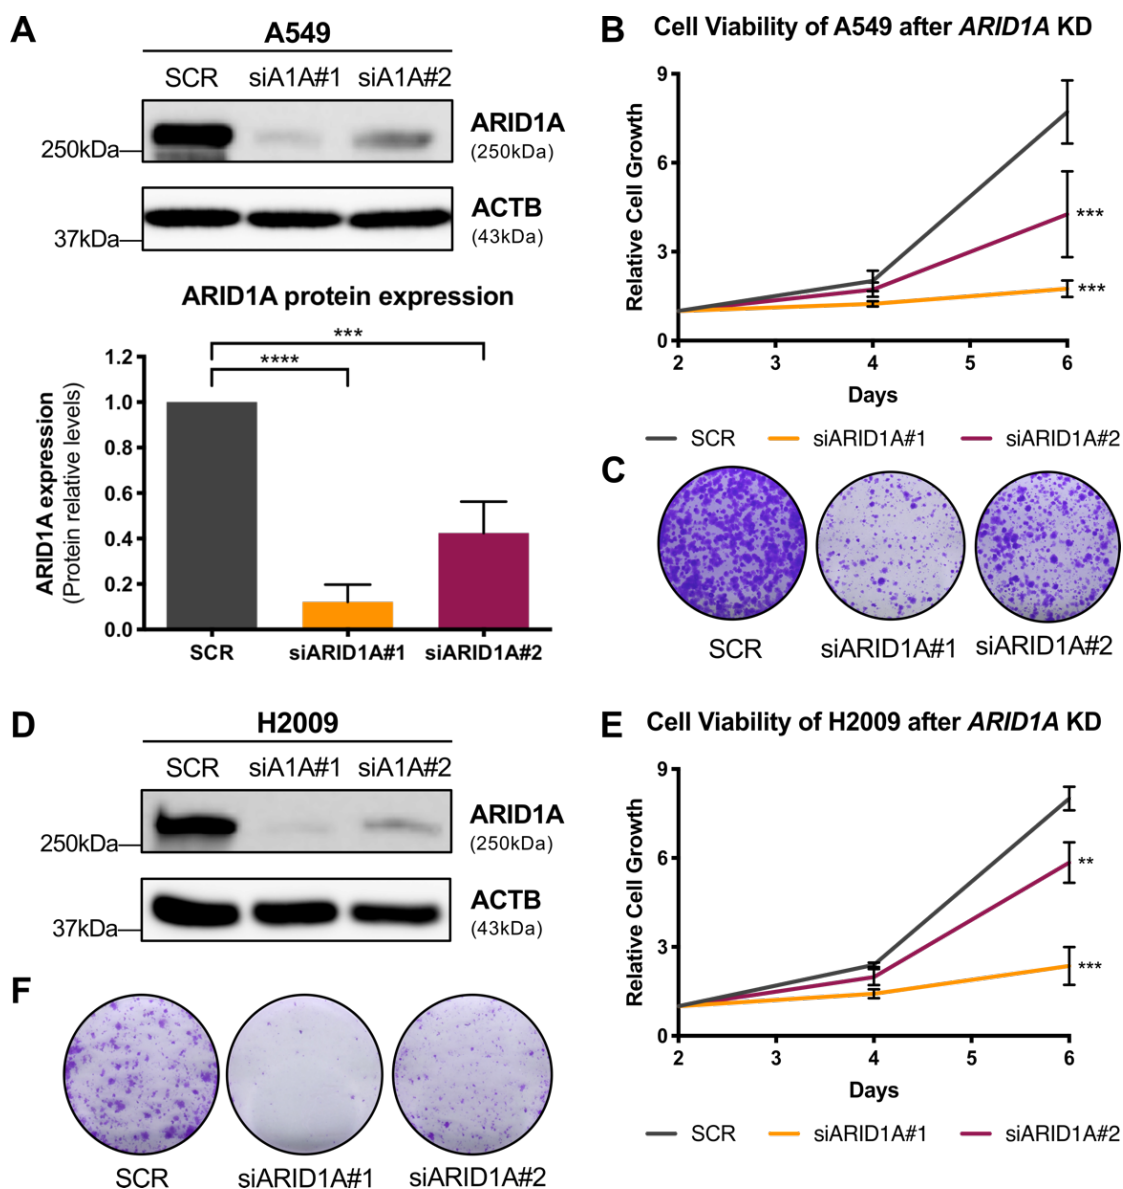 A
A549
SCR siA1A#1 siA1A#2
ARID1A
(250kDa)
250kDa
ACTB
(43kDa)
37kDa
ARID1A protein expression
ARID1A expression
(Protein relative levels)
1.2
1.0
0.8
0.6
0.4
0.2
0.0
****
***
SCR siARID1A#1 siARID1A#2
B Cell Viability of A549 after ARID1A KD
Relative Cell Growth
9
6
3
0
***
***
2 3 4 5 6
Days
SCR siARID1A#1 siARID1A#2
C
SCR siARID1A#1 siARID1A#2
D
H2009
SCR siA1A#1 siA1A#2
ARID1A
(250kDa)
250kDa
ACTB
(43kDa)
37kDa
E Cell Viability of H2009 after ARID1A KD
Relative Cell Growth
9
6
3
0
**
***
2 3 4 5 6
Days
SCR siARID1A#1 siARID1A#2
F
SCR siARID1A#1 siARID1A#2